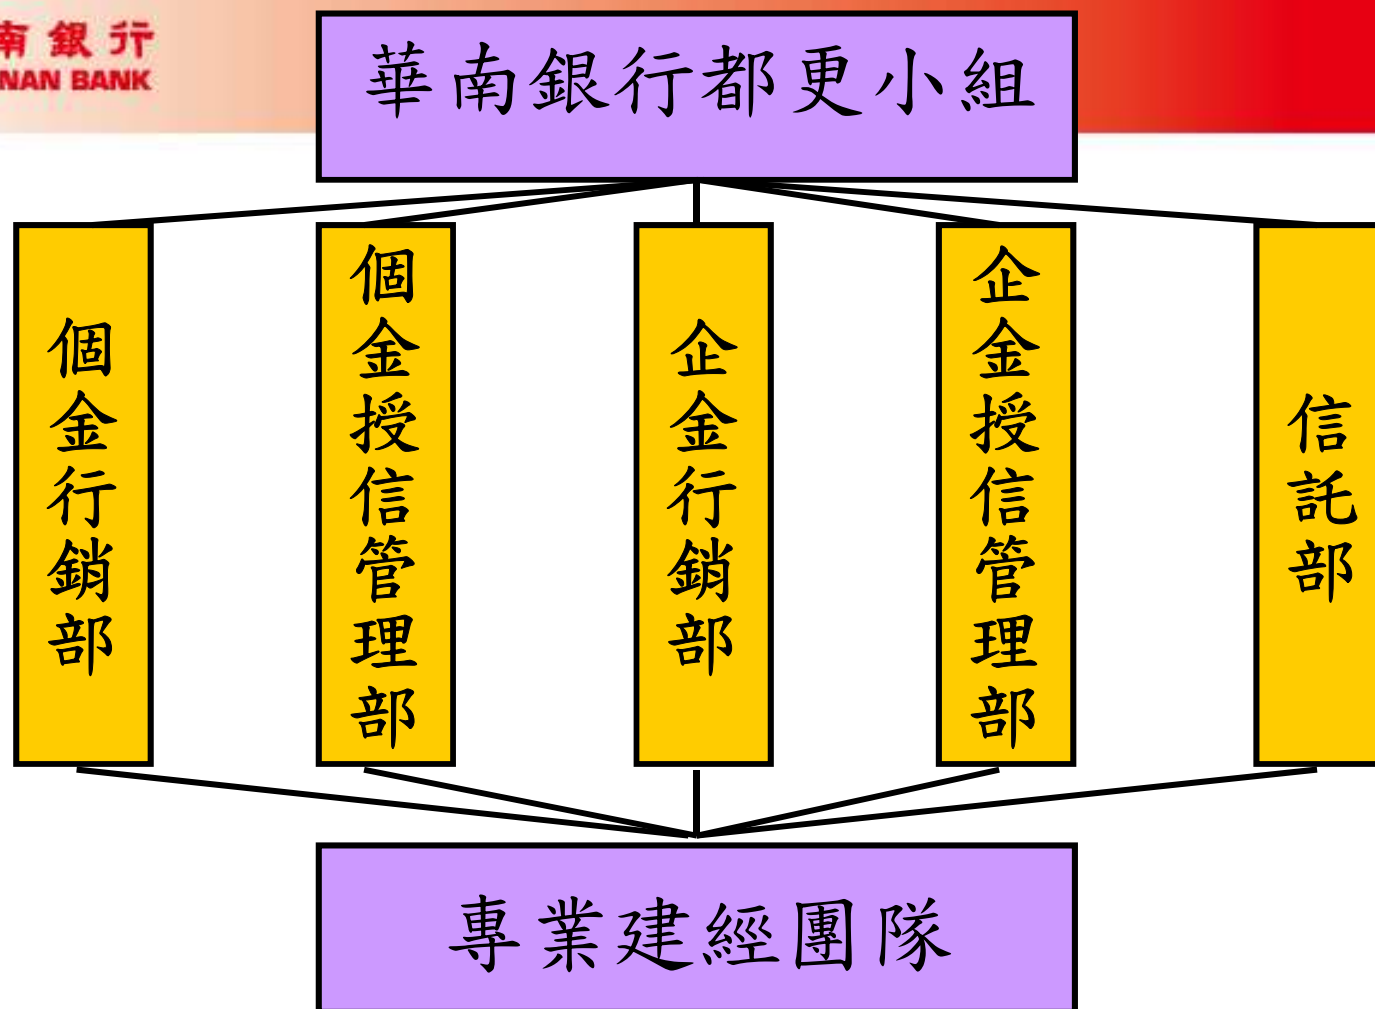 南銀行
NAN BANK
華南銀行都更小組
個金行銷部
個金授信管理部
企金行銷部
企金授信管理部
信託部
專業建經團隊